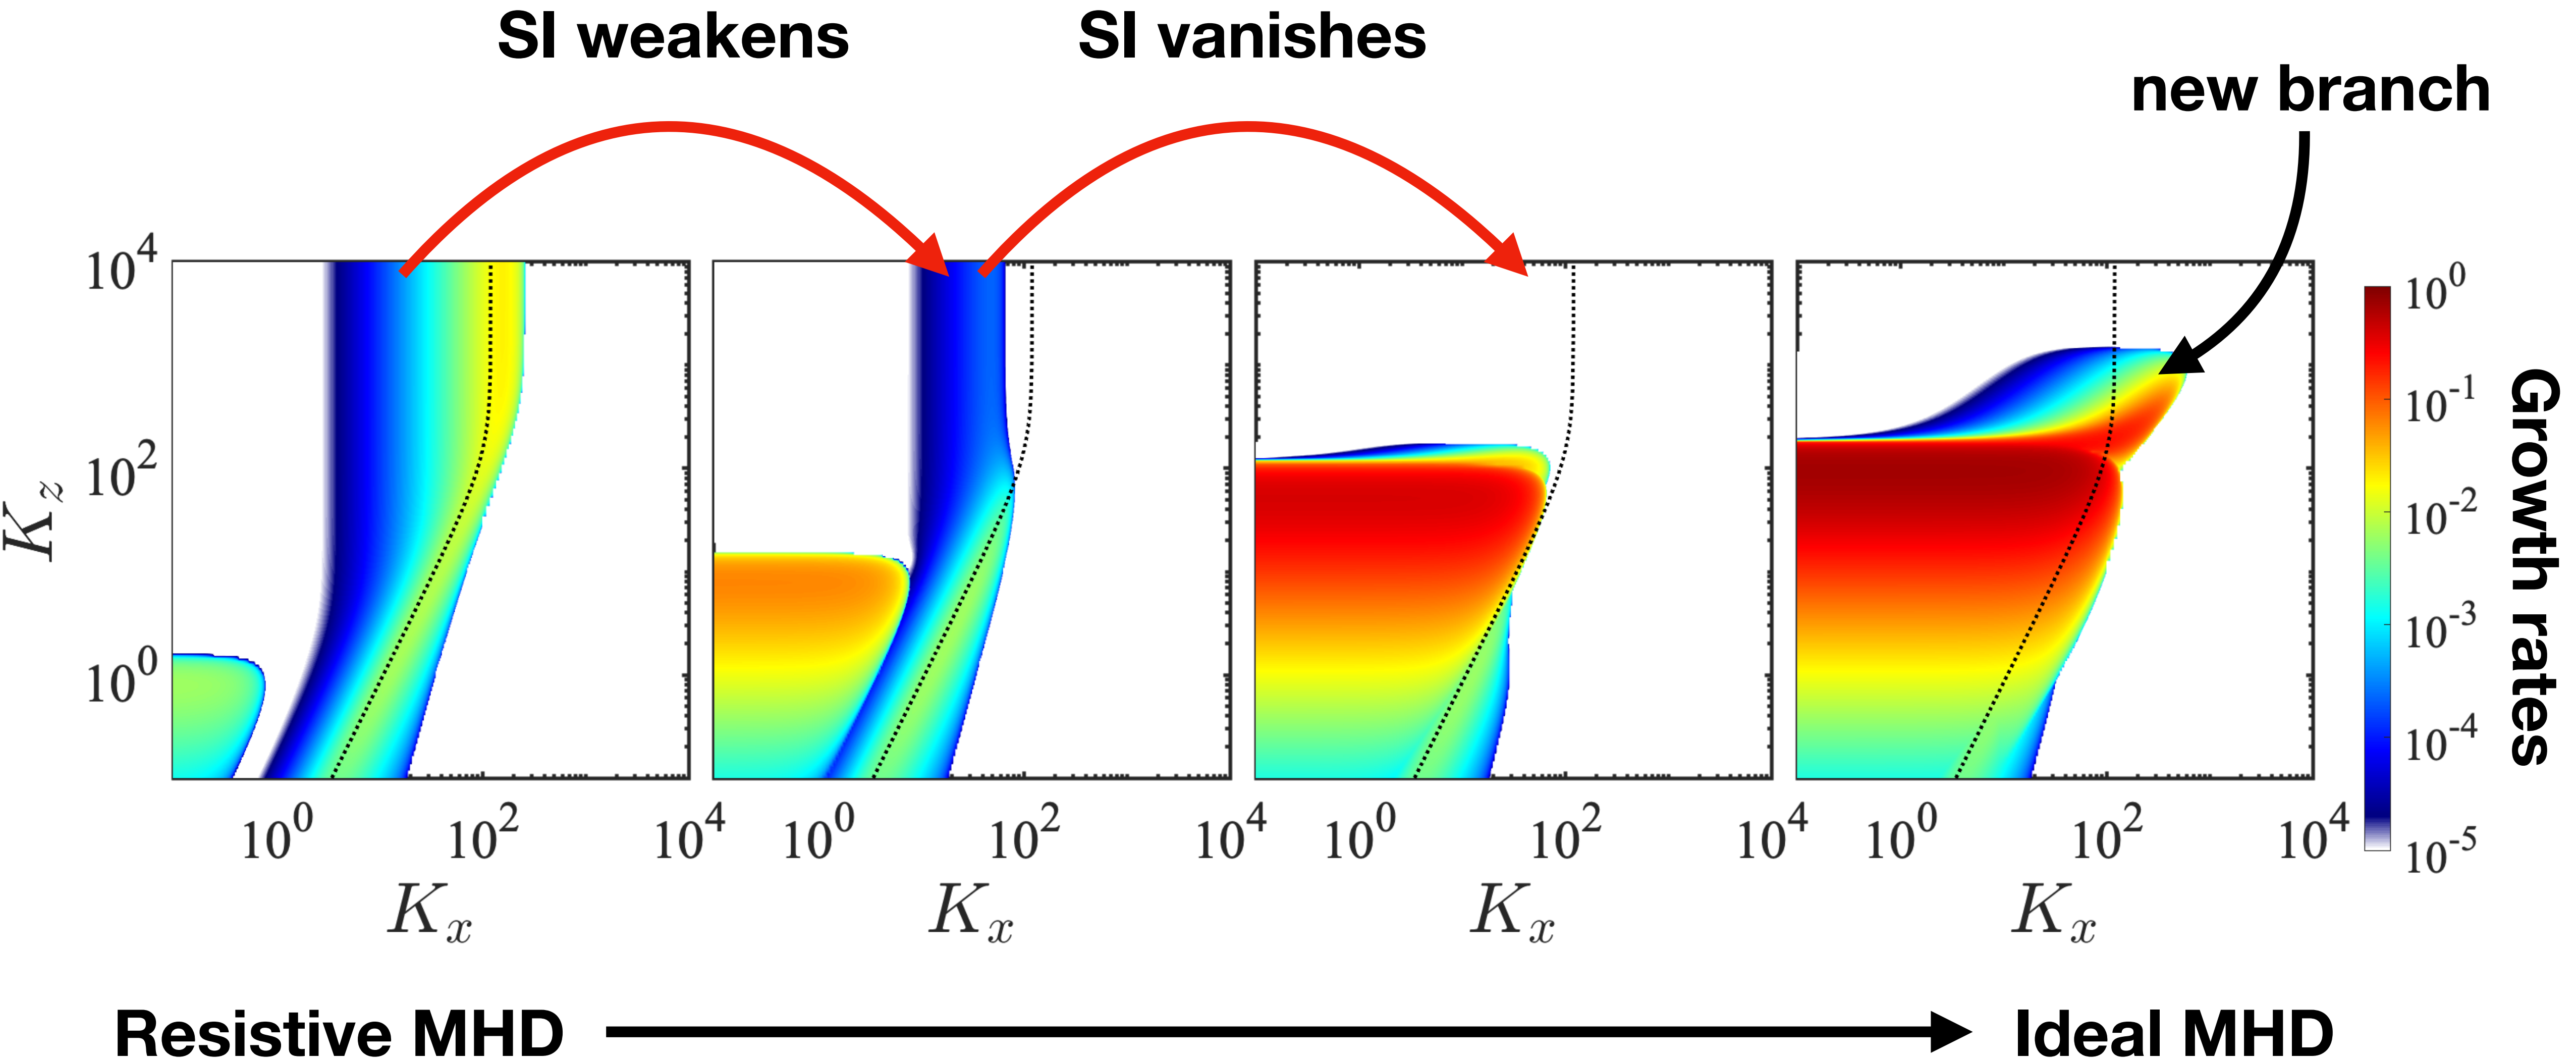 SI weakens
SI vanishes
new branch
10^4
10^2
10^0
K_z
10^0 10^2 10^4
10^0 10^2 10^4
10^0 10^2 10^4
10^0 10^2 10^4
K_x
K_x
K_x
K_x
10^0
10^-1
10^-2
10^-3
10^-4
10^-5
Growth rates
Resistive MHD
Ideal MHD